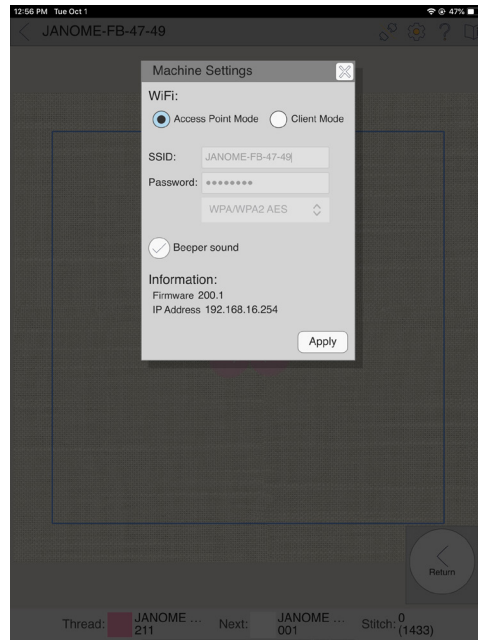 12:56 PM Tue Oct 1 47%
JANOME-FB-47-49 ?
Machine Settings
WiFi:
Access Point Mode Client Mode
SSID: JANOME-FB-47-49
Password: ●●●●●●●●
WPA/WPA2 AES
Beeper sound
Information:
Firmware 200.1
IP Address 192.168.16.254
Apply
Return
Thread: JANOME ... 211 Next: JANOME ... 001 Stitch: 0 (1433)